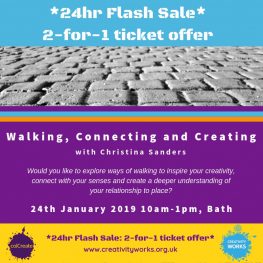 *24hr Flash Sale*
2-for-1 ticket offer
Walking, Connecting and Creating
with Christina Sanders
Would you like to explore ways of walking to inspire your creativity,
connect with your senses and create a deeper understanding of
your relationship to place?
24th January 2019 10am-1pm, Bath
*24hr Flash Sale: 2-for-1 ticket offer*
www.creativityworks.org.uk
coCreate
CREATIVITY
WORKS